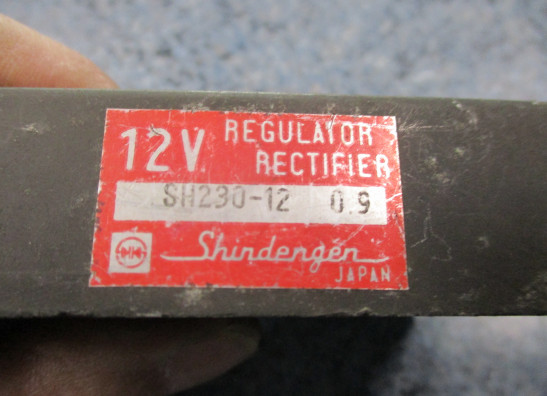 12V REGULATOR
RECTIFIER
SH230-12 0.9
Shindengen
JAPAN